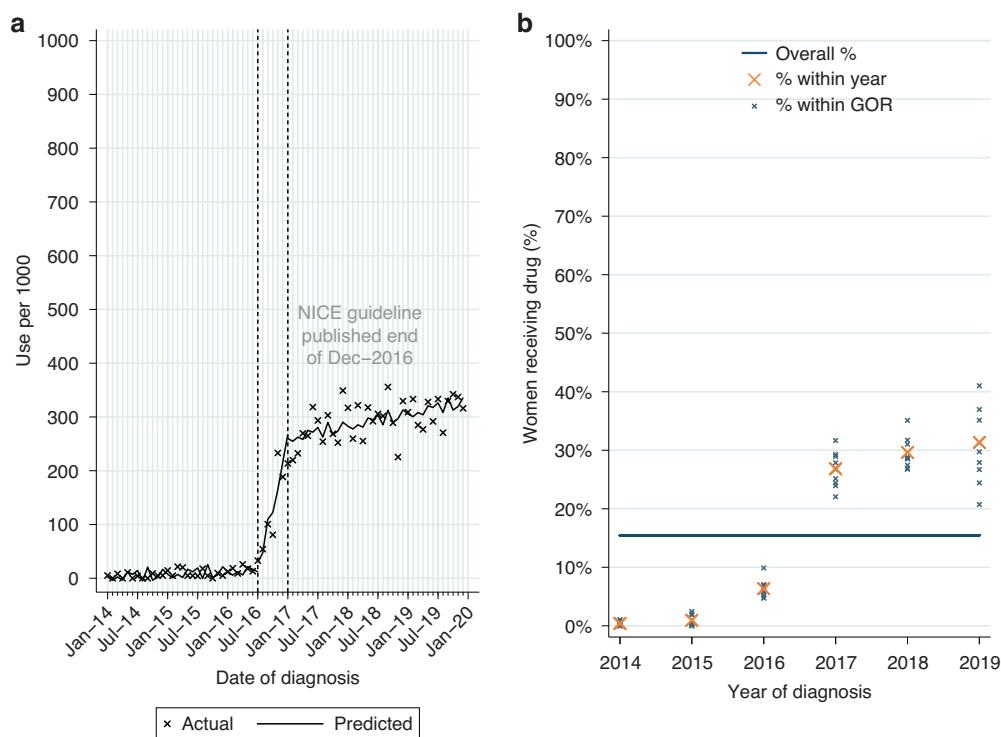 a
1000
900
800
700
600
500
400
300
200
100
0
Use per 1000
NICE guideline
published end
of Dec−2016
Jan−14
Jul−14
Jan−15
Jul−15
Jan−16
Jul−16
Jan−17
Jul−17
Jan−18
Jul−18
Jan−19
Jul−19
Jan−20
Date of diagnosis
Actual
Predicted
b
100%
90%
80%
70%
60%
50%
40%
30%
20%
10%
0%
Women receiving drug (%)
Overall %
% within year
% within GOR
2014
2015
2016
2017
2018
2019
Year of diagnosis